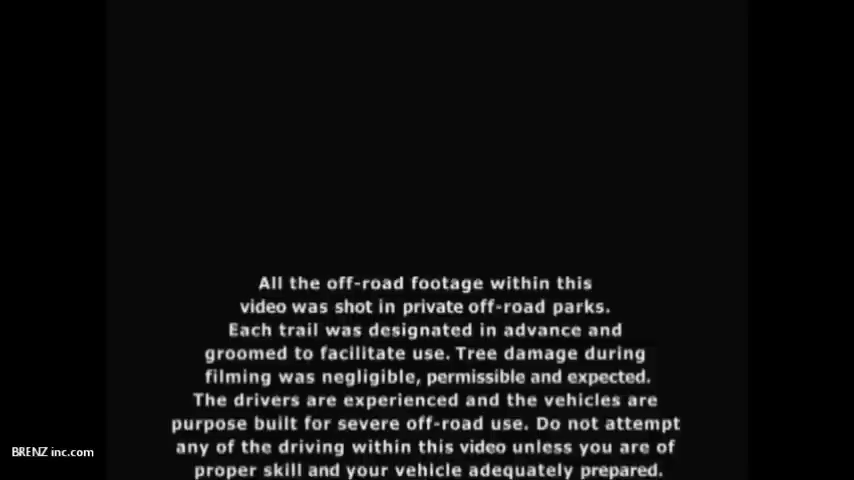 All the off-road footage within this
video was shot in private off-road parks.
Each trail was designated in advance and
groomed to facilitate use. Tree damage during
filming was negligible, permissible and expected.
The drivers are experienced and the vehicles are
purpose built for severe off-road use. Do not attempt
any of the driving within this video unless you are of
proper skill and your vehicle adequately prepared.
BRENZ inc.com